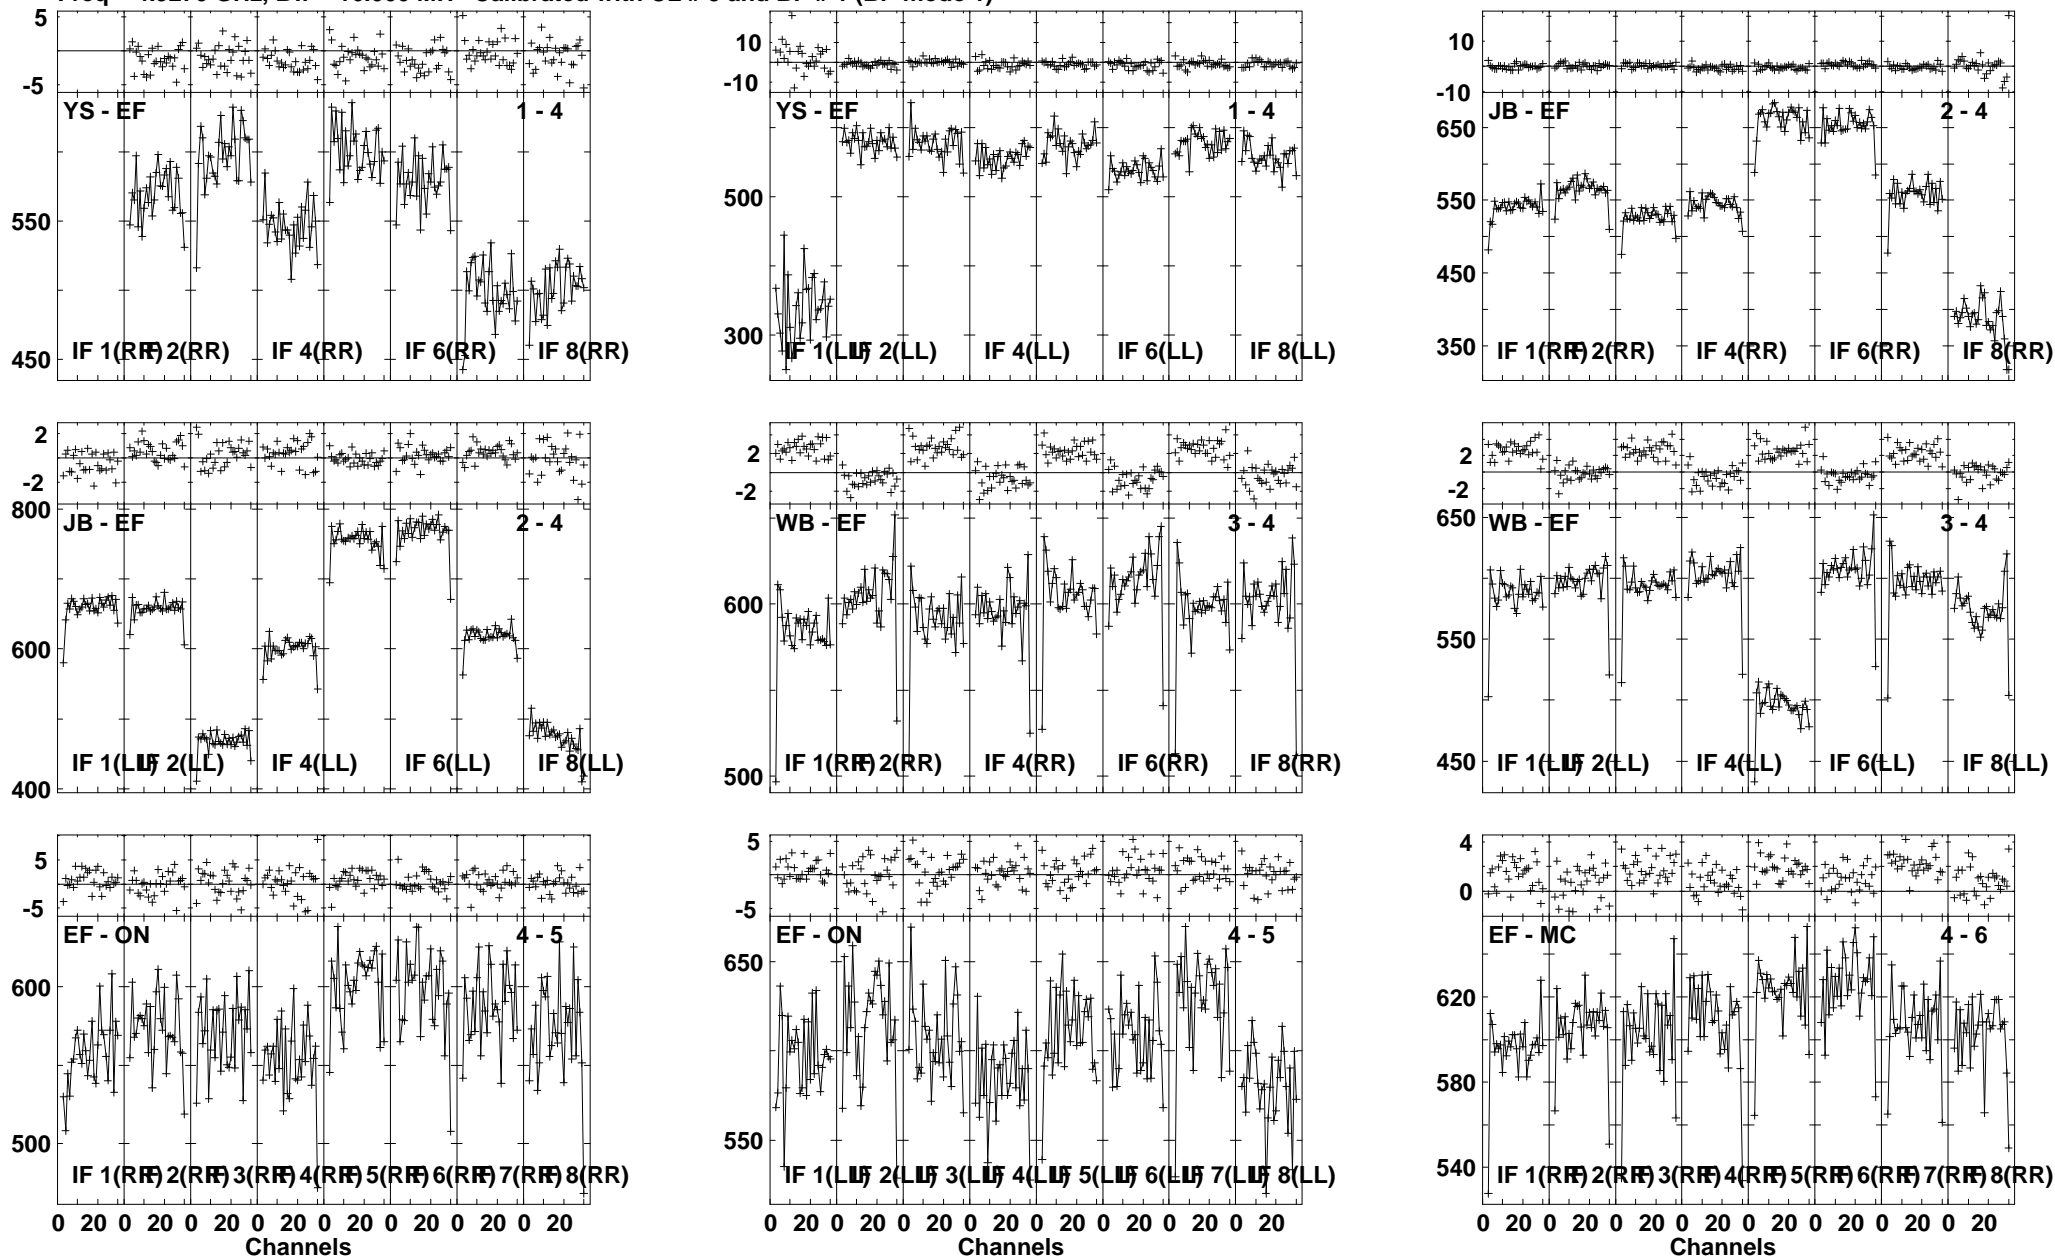 5
-5
YS - EF 1 - 4
550
450
IF 1(RR) IF 2(RR) IF 4(RR) IF 6(RR) IF 8(RR)
10
-10
YS - EF 1 - 4
500
300
IF 1(LL) IF 2(LL) IF 4(LL) IF 6(LL) IF 8(LL)
10
-10
JB - EF 2 - 4
650
550
450
350
IF 1(RR) IF 2(RR) IF 4(RR) IF 6(RR) IF 8(RR)
2
-2
JB - EF 2 - 4
800
600
400
IF 1(LL) IF 2(LL) IF 4(LL) IF 6(LL) IF 8(LL)
2
-2
WB - EF 3 - 4
600
500
IF 1(RR) IF 2(RR) IF 4(RR) IF 6(RR) IF 8(RR)
2
-2
WB - EF 3 - 4
650
550
450
IF 1(LL) IF 2(LL) IF 4(LL) IF 6(LL) IF 8(LL)
5
-5
EF - ON 4 - 5
600
500
IF 1(RR) IF 2(RR) IF 3(RR) IF 4(RR) IF 5(RR) IF 6(RR) IF 7(RR) IF 8(RR)
0 20 0 20 0 20 0 20 0 20 0 20 0 20 0 20
Channels
5
-5
EF - ON 4 - 5
650
550
IF 1(LL) IF 2(LL) IF 3(LL) IF 4(LL) IF 5(LL) IF 6(LL) IF 7(LL) IF 8(LL)
0 20 0 20 0 20 0 20 0 20 0 20 0 20 0 20
Channels
4
0
EF - MC 4 - 6
620
580
540
IF 1(RR) IF 2(RR) IF 3(RR) IF 4(RR) IF 5(RR) IF 6(RR) IF 7(RR) IF 8(RR)
0 20 0 20 0 20 0 20 0 20 0 20 0 20 0 20
Channels